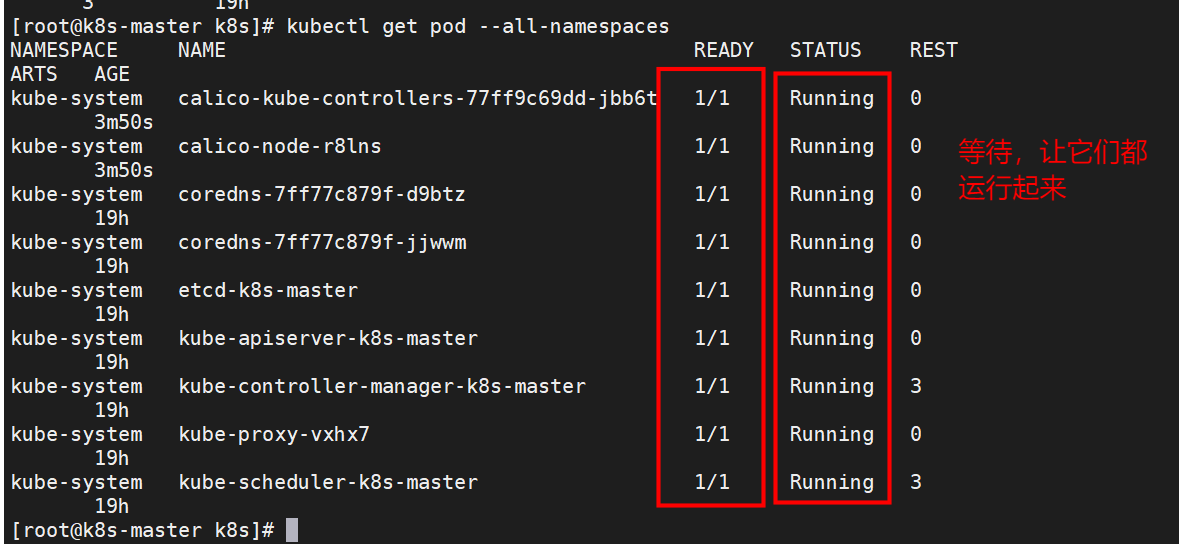 3 19h
[root@k8s-master k8s]# kubectl get pod --all-namespaces
NAMESPACE NAME READY STATUS REST
ARTS AGE
kube-system calico-kube-controllers-77ff9c69dd-jbb6t 1/1 Running 0
3m50s
kube-system calico-node-r8lns 1/1 Running 0
3m50s
kube-system coredns-7ff77c879f-d9btz 1/1 Running 0
19h
kube-system coredns-7ff77c879f-jjwwm 1/1 Running 0
19h
kube-system etcd-k8s-master 1/1 Running 0
19h
kube-system kube-apiserver-k8s-master 1/1 Running 0
19h
kube-system kube-controller-manager-k8s-master 1/1 Running 3
19h
kube-system kube-proxy-vxhx7 1/1 Running 0
19h
kube-system kube-scheduler-k8s-master 1/1 Running 3
19h
[root@k8s-master k8s]#
等待，让它们都
运行起来